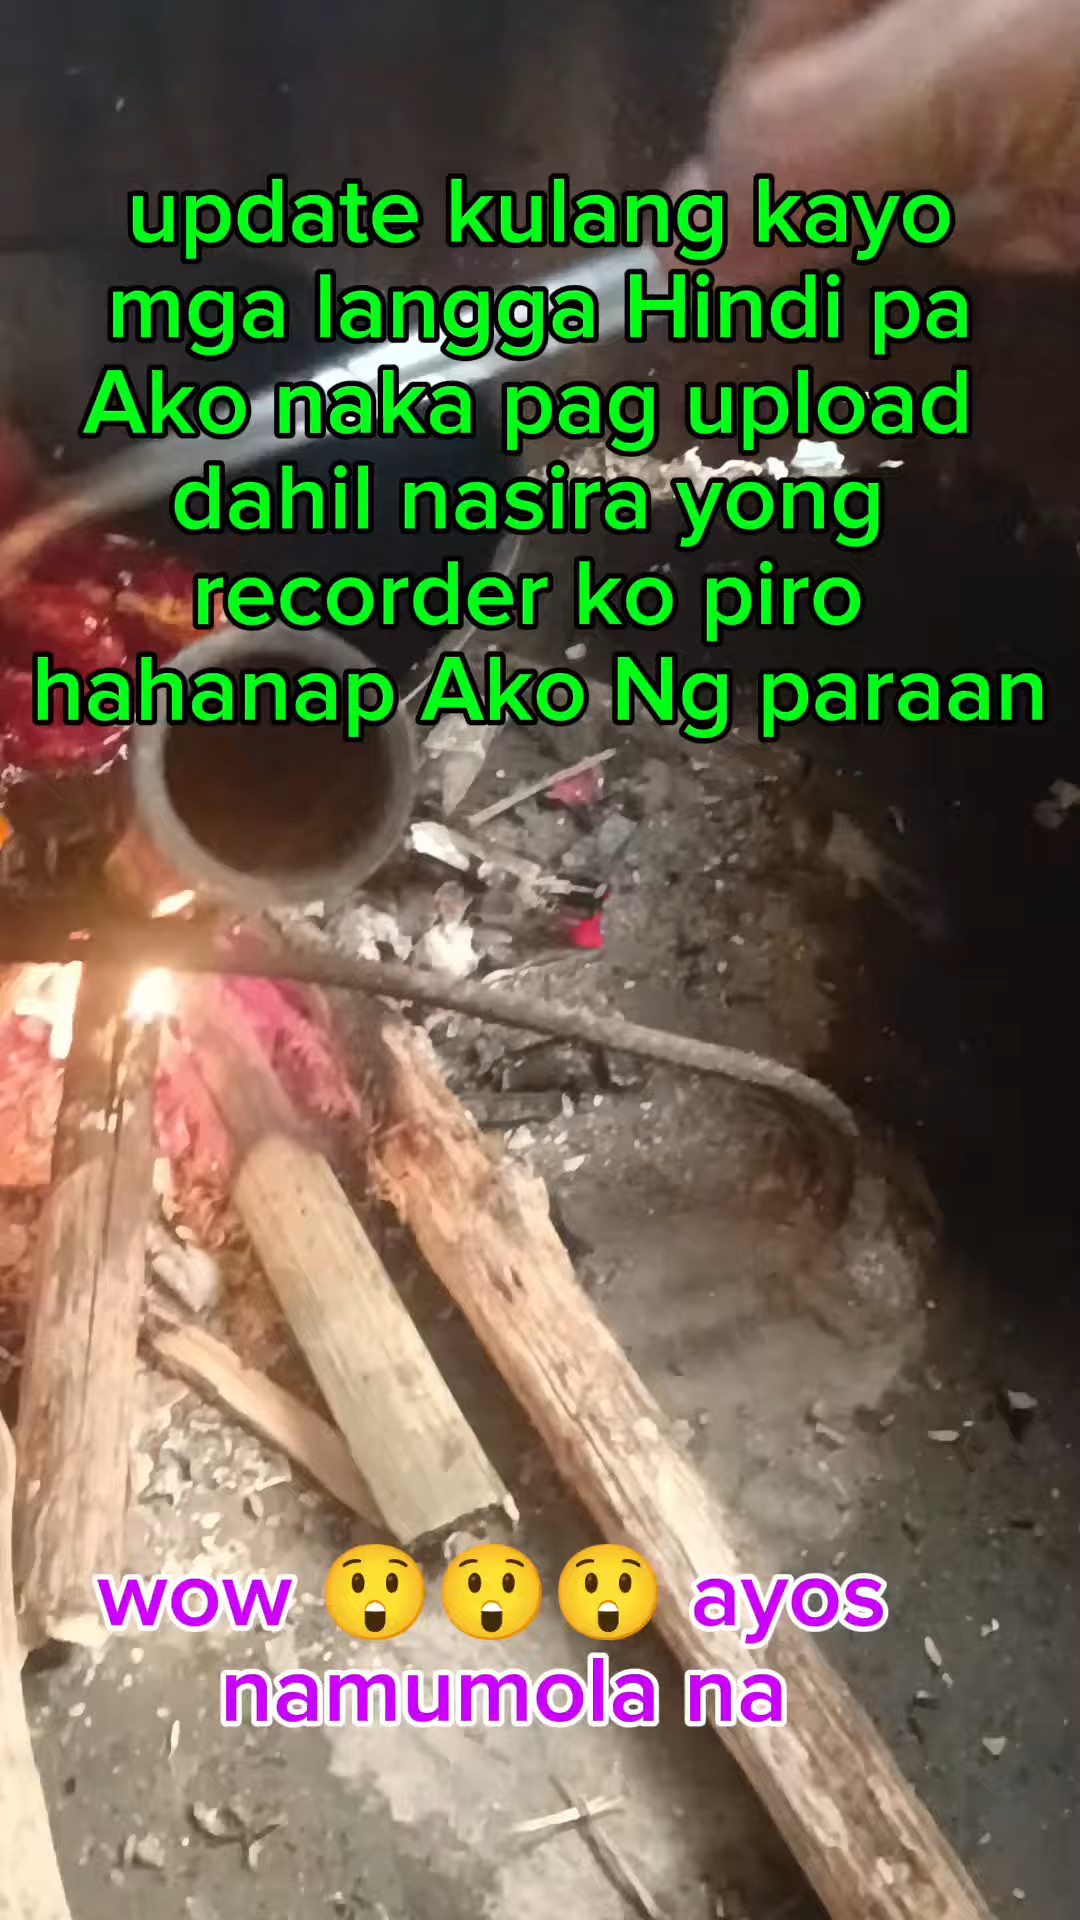 update kulang kayo
mga langga Hindi pa
Ako naka pag upload
dahil nasira yong
recorder ko piro
hahanap Ako Ng paraan
wow 😲😲😲 ayos
namumola na